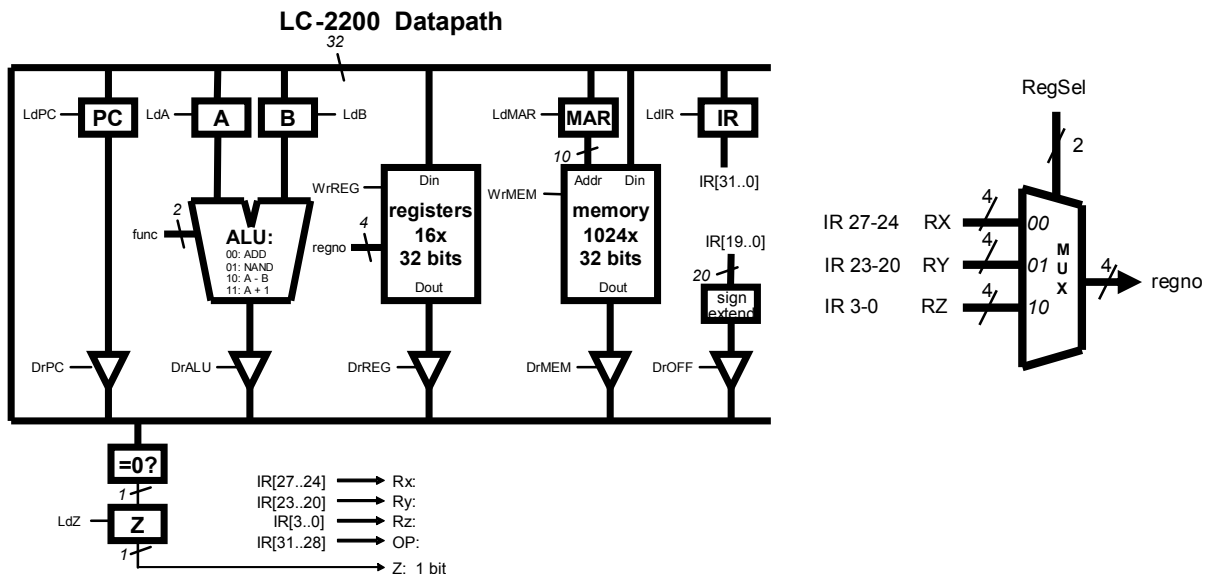 LC-2200 Datapath
32
LdPC
PC
LdA
A
B
LdB
LdMAR
MAR
LdIR
IR
10
IR[31..0]
WrREG
Din
registers
16x
32 bits
Dout
WrMEM
Addr Din
memory
1024x
32 bits
Dout
2
func
ALU:
00: ADD
01: NAND
10: A - B
11: A + 1
4
regno
IR[19..0]
20
sign
extend
DrPC
DrALU
DrREG
DrMEM
DrOFF
=0?
1
LdZ
Z
1
IR[27..24] Rx:
IR[23..20] Ry:
IR[3..0] Rz:
IR[31..28] OP:
Z: 1 bit
RegSel
2
IR 27-24 RX 4 00
IR 23-20 RY 4 01
IR 3-0 RZ 4 10
M
U
X
4
regno